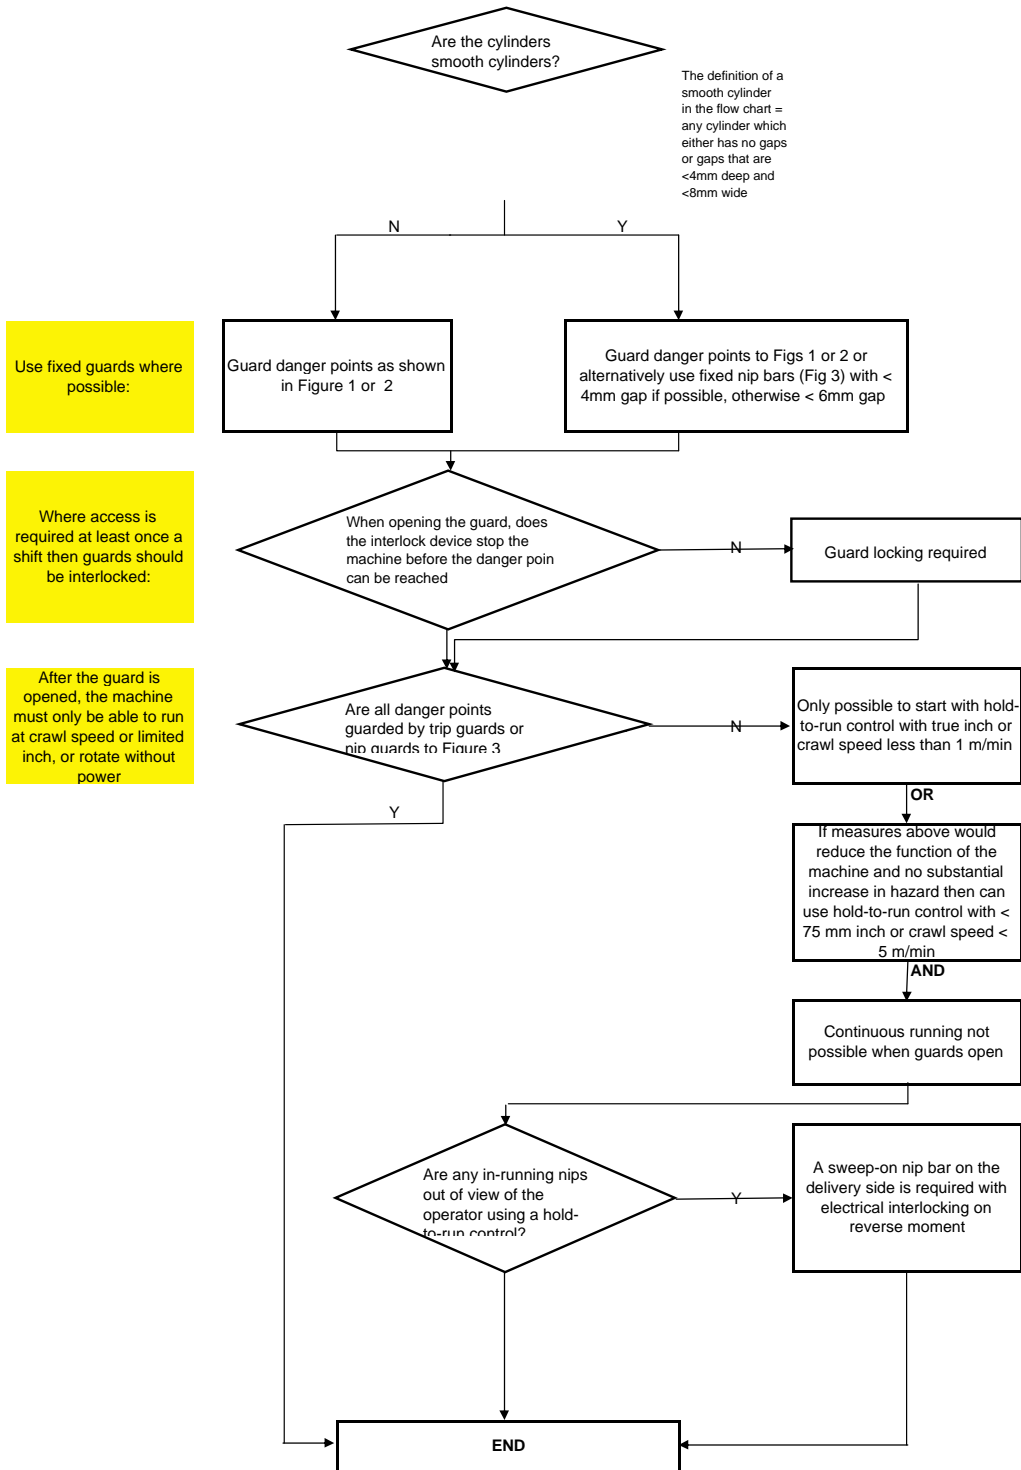 Are the cylinders
smooth cylinders?
The definition of a
smooth cylinder
in the flow chart =
any cylinder which
either has no gaps
or gaps that are
<4mm deep and
<8mm wide
N
Y
Use fixed guards where
possible:
Guard danger points as shown
in Figure 1 or 2
Guard danger points to Figs 1 or 2 or
alternatively use fixed nip bars (Fig 3) with <
4mm gap if possible, otherwise < 6mm gap
Where access is
required at least once a
shift then guards should
be interlocked:
When opening the guard, does
the interlock device stop the
machine before the danger poin
can be reached
N
Guard locking required
After the guard is
opened, the machine
must only be able to run
at crawl speed or limited
inch, or rotate without
power
Are all danger points
guarded by trip guards or
nip guards to Figure 3
N
Y
Only possible to start with hold-
to-run control with true inch or
crawl speed less than 1 m/min
OR
If measures above would
reduce the function of the
machine and no substantial
increase in hazard then can
use hold-to-run control with <
75 mm inch or crawl speed <
5 m/min
AND
Continuous running not
possible when guards open
Are any in-running nips
out of view of the
operator using a hold-
to-run control?
Y
A sweep-on nip bar on the
delivery side is required with
electrical interlocking on
reverse moment
END